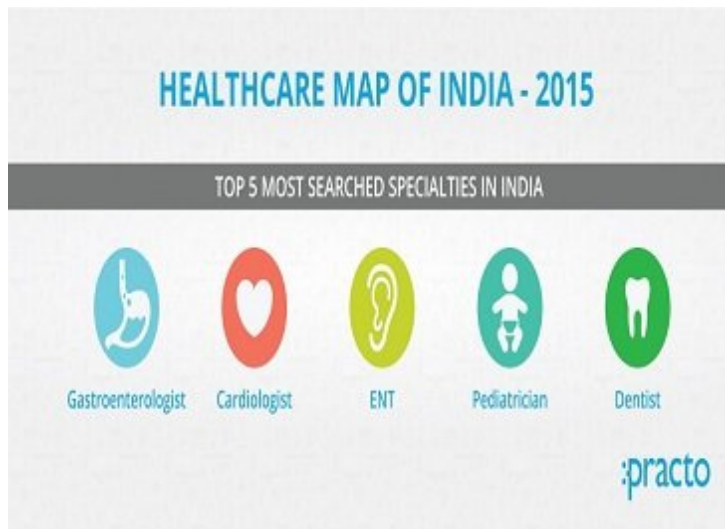 HEALTHCARE MAP OF INDIA - 2015
TOP 5 MOST SEARCHED SPECIALTIES IN INDIA
Gastroenterologist Cardiologist ENT Pediatrician Dentist
:practo